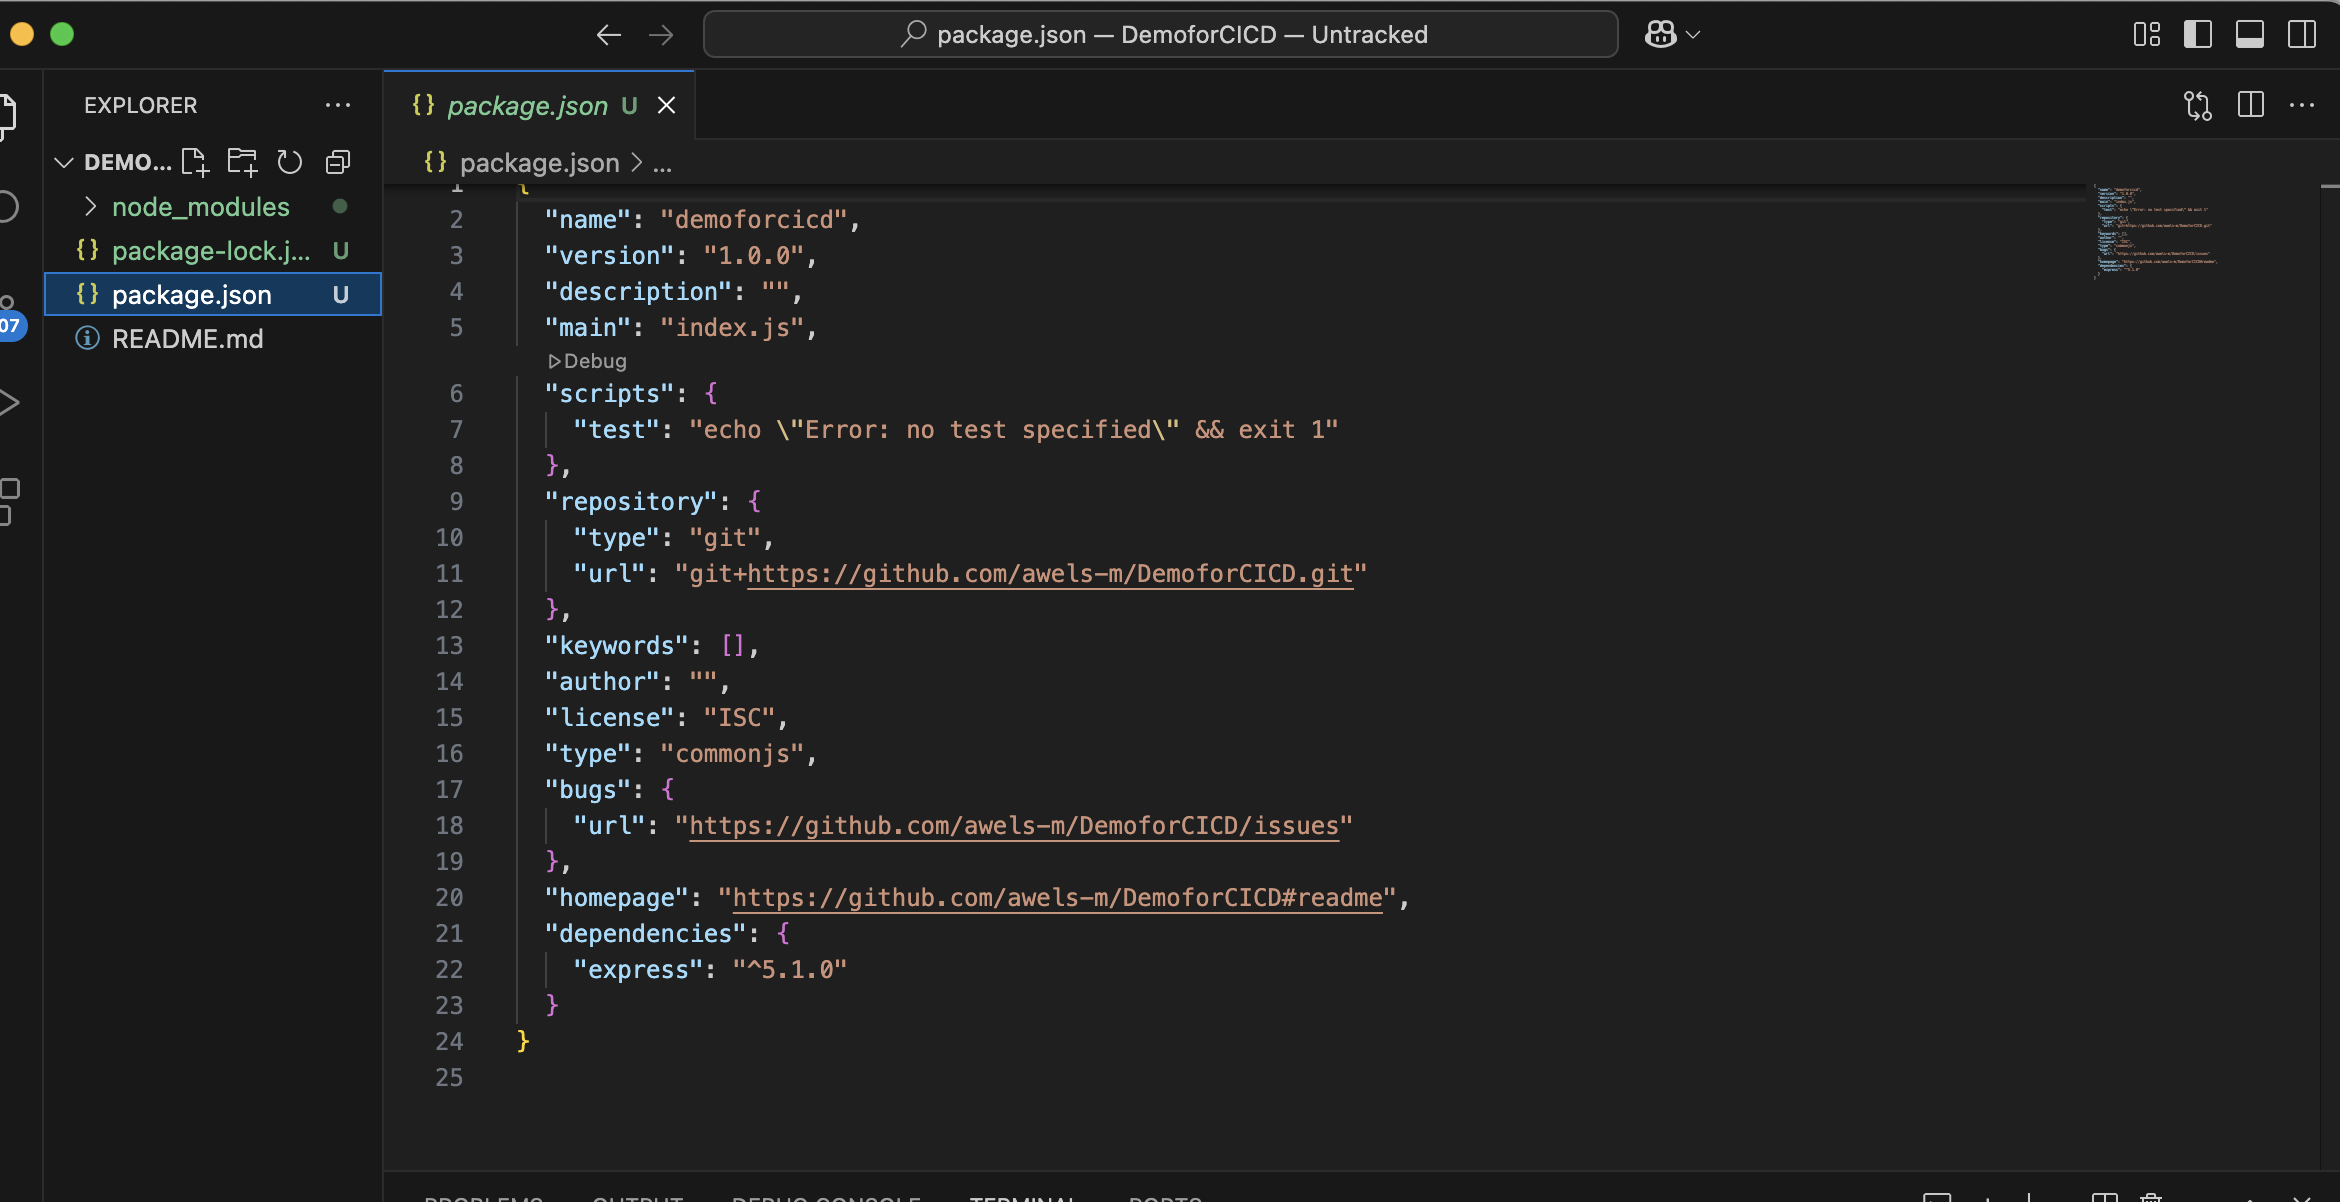 package.json — DemoforCICD — Untracked
EXPLORER
DEMO...
node_modules
package-lock.j... U
package.json U
README.md
07
package.json U
package.json > ...
1 {
2 "name": "demoforcicd",
3 "version": "1.0.0",
4 "description": "",
5 "main": "index.js",
Debug
6 "scripts": {
7 "test": "echo \"Error: no test specified\" && exit 1"
8 },
9 "repository": {
10 "type": "git",
11 "url": "git+https://github.com/awels-m/DemoforCICD.git"
12 },
13 "keywords": [],
14 "author": "",
15 "license": "ISC",
16 "type": "commonjs",
17 "bugs": {
18 "url": "https://github.com/awels-m/DemoforCICD/issues"
19 },
20 "homepage": "https://github.com/awels-m/DemoforCICD#readme",
21 "dependencies": {
22 "express": "^5.1.0"
23 }
24 }
25
PROBLEMS OUTPUT DEBUG CONSOLE TERMINAL PORTS